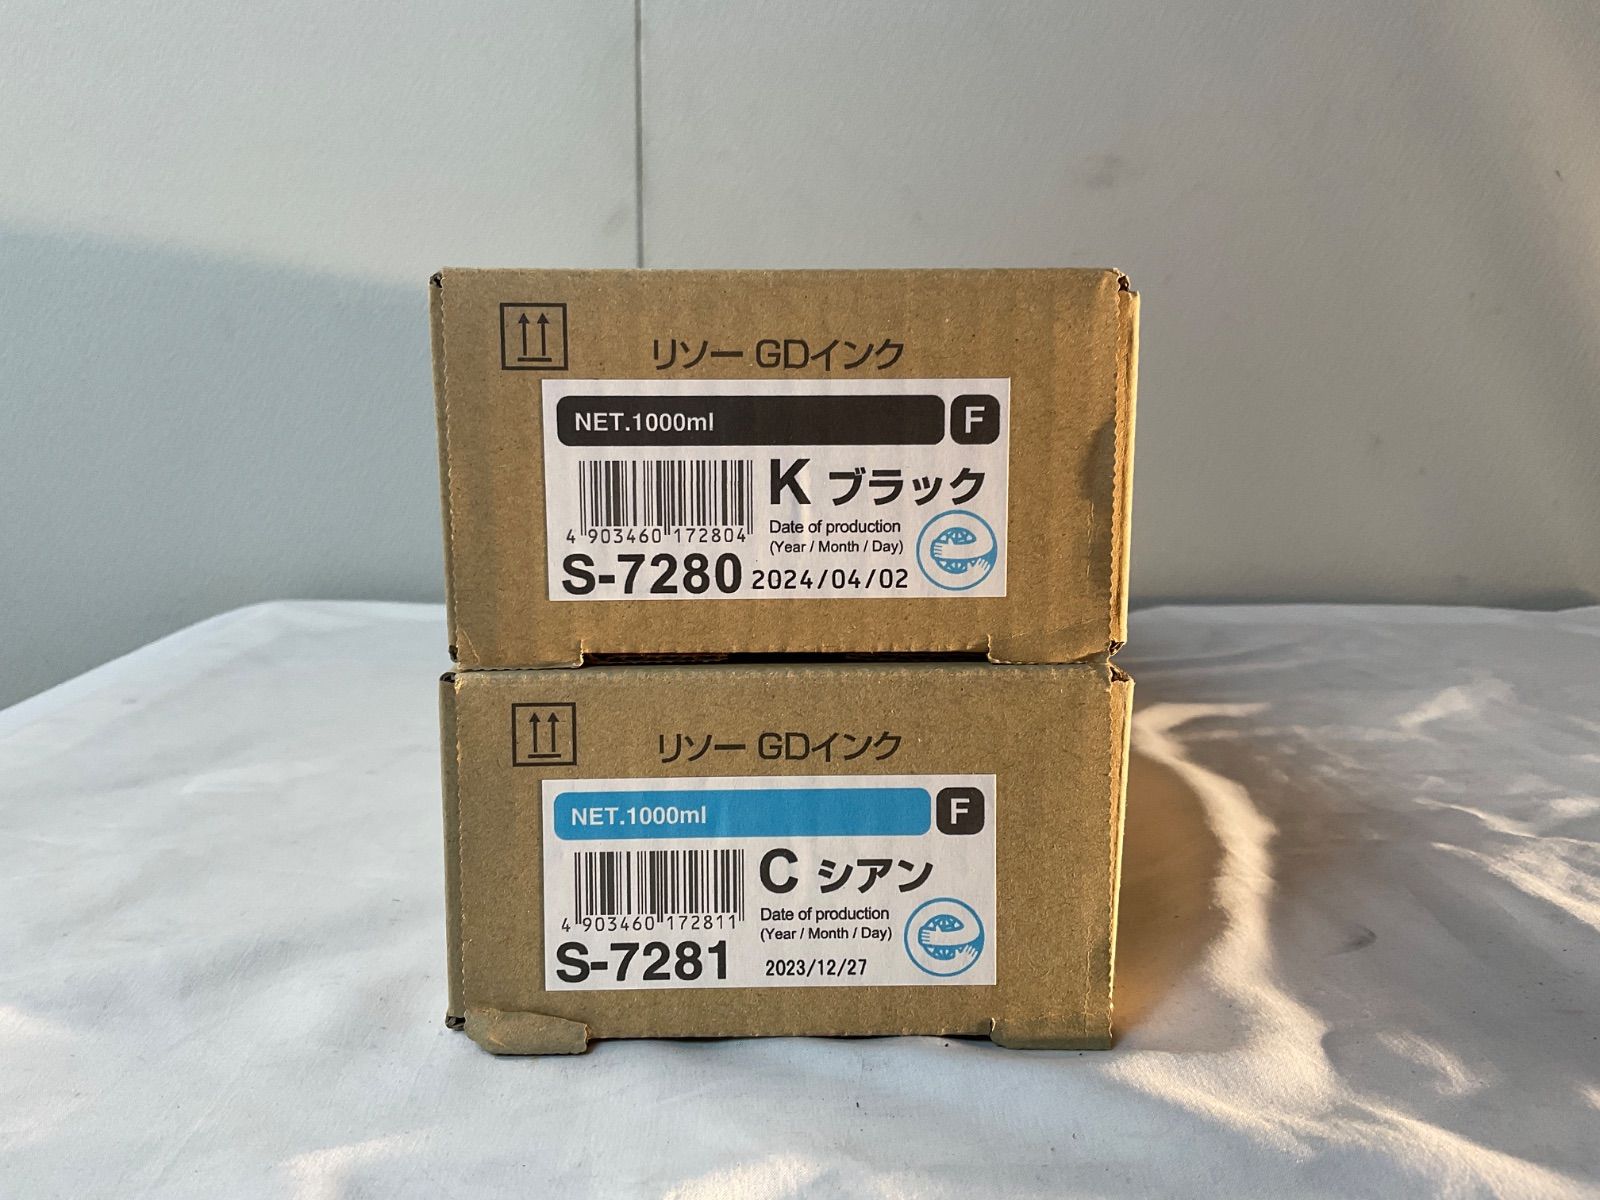 リソー GDインク
NET.1000ml F
K ブラック
4 903460 172804
Date of production
(Year / Month / Day)
S-7280 2024/04/02
リソー GDインク
NET.1000ml F
C シアン
4 903460 172811
Date of production
(Year / Month / Day)
S-7281 2023/12/27